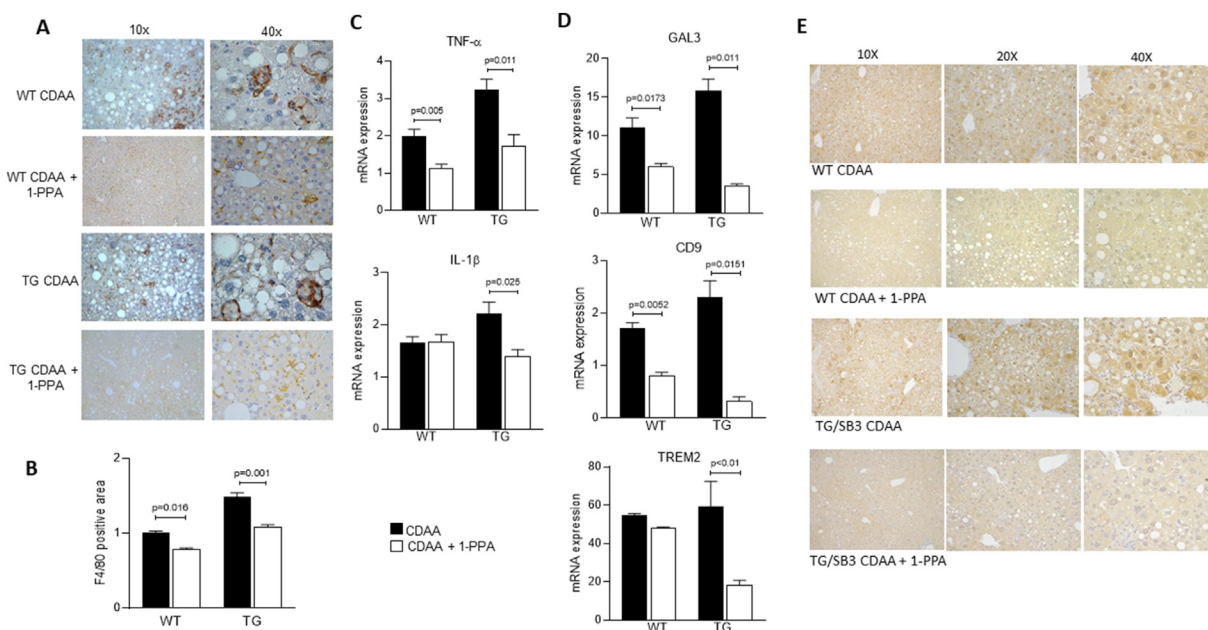 A
10x
40x
WT CDAA
WT CDAA +
1-PPA
TG CDAA
TG CDAA +
1-PPA
B
F4/80 positive area
2
1
0
p=0.016
p=0.001
WT
TG
C
TNF-α
mRNA expression
4
3
2
1
0
p=0.005
p=0.011
WT
TG
IL-1β
mRNA expression
3
2
1
0
p=0.025
WT
TG
CDAA
CDAA + 1-PPA
D
GAL3
mRNA expression
20
15
10
5
0
p=0.0173
p=0.011
WT
TG
CD9
mRNA expression
3
2
1
0
p=0.0052
p=0.0151
WT
TG
TREM2
mRNA expression
80
60
40
20
0
p<0.01
WT
TG
E
10X
20X
40X
WT CDAA
WT CDAA + 1-PPA
TG/SB3 CDAA
TG/SB3 CDAA + 1-PPA